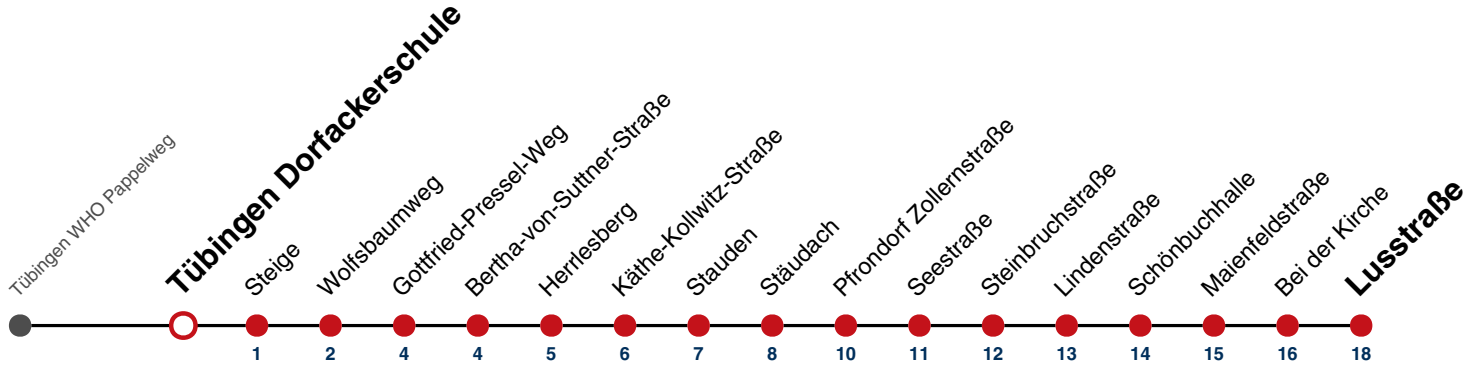 Tübingen WHO Pappelweg
Tübingen Dorfackerschule
Steige
Wolfsbaumweg
Gottfried-Pressel-Weg
Bertha-von-Suttner-Straße
Herrlesberg
Käthe-Kollwitz-Straße
Stauden
Stäudach
Pfrondorf Zollernstraße
Seestraße
Steinbruchstraße
Lindenstraße
Schönbuchhalle
Maienfeldstraße
Bei der Kirche
Lusstraße
1 2 4 4 5 6 7 8 10 11 12 13 14 15 16 18